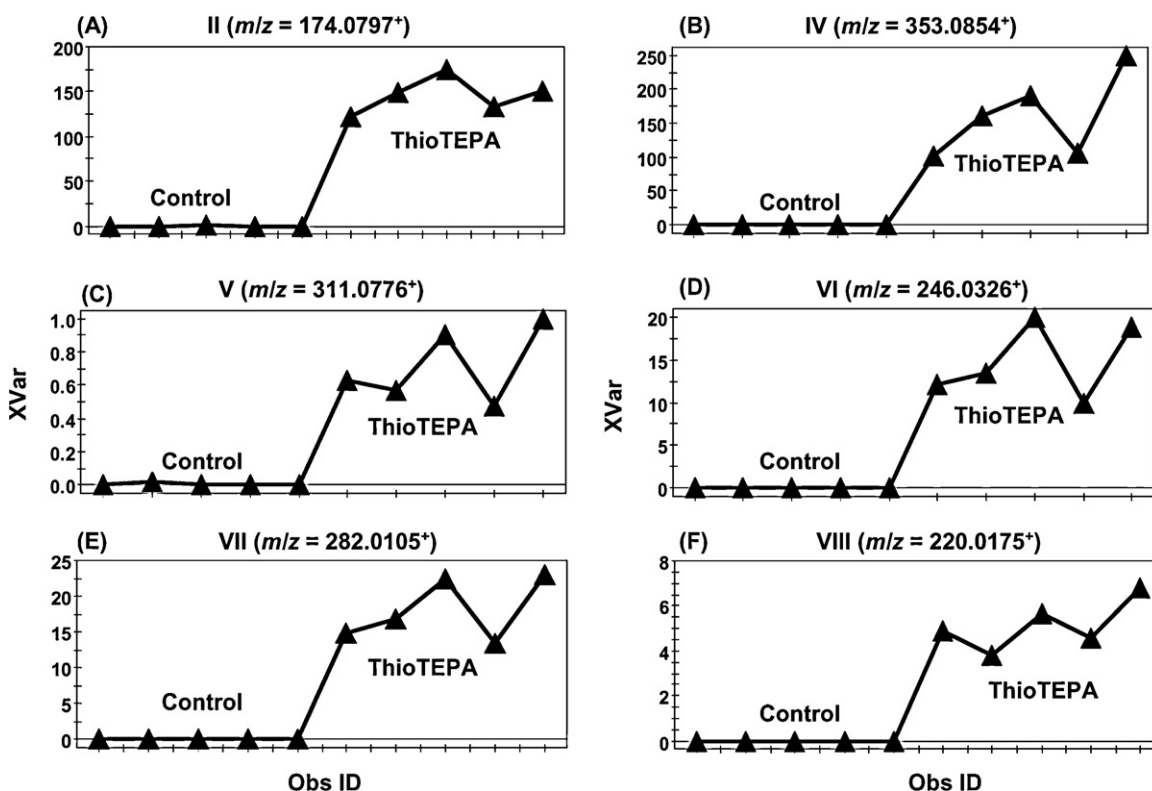 (A) II (m/z = 174.0797⁺)
200
150
100
50
0
Control
ThioTEPA
(B) IV (m/z = 353.0854⁺)
250
200
150
100
50
0
Control
ThioTEPA
(C) V (m/z = 311.0776⁺)
XVar
1.0
0.8
0.6
0.4
0.2
0.0
Control
ThioTEPA
(D) VI (m/z = 246.0326⁺)
XVar
20
15
10
5
0
Control
ThioTEPA
(E) VII (m/z = 282.0105⁺)
25
20
15
10
5
0
Control
ThioTEPA
Obs ID
(F) VIII (m/z = 220.0175⁺)
8
6
4
2
0
Control
ThioTEPA
Obs ID